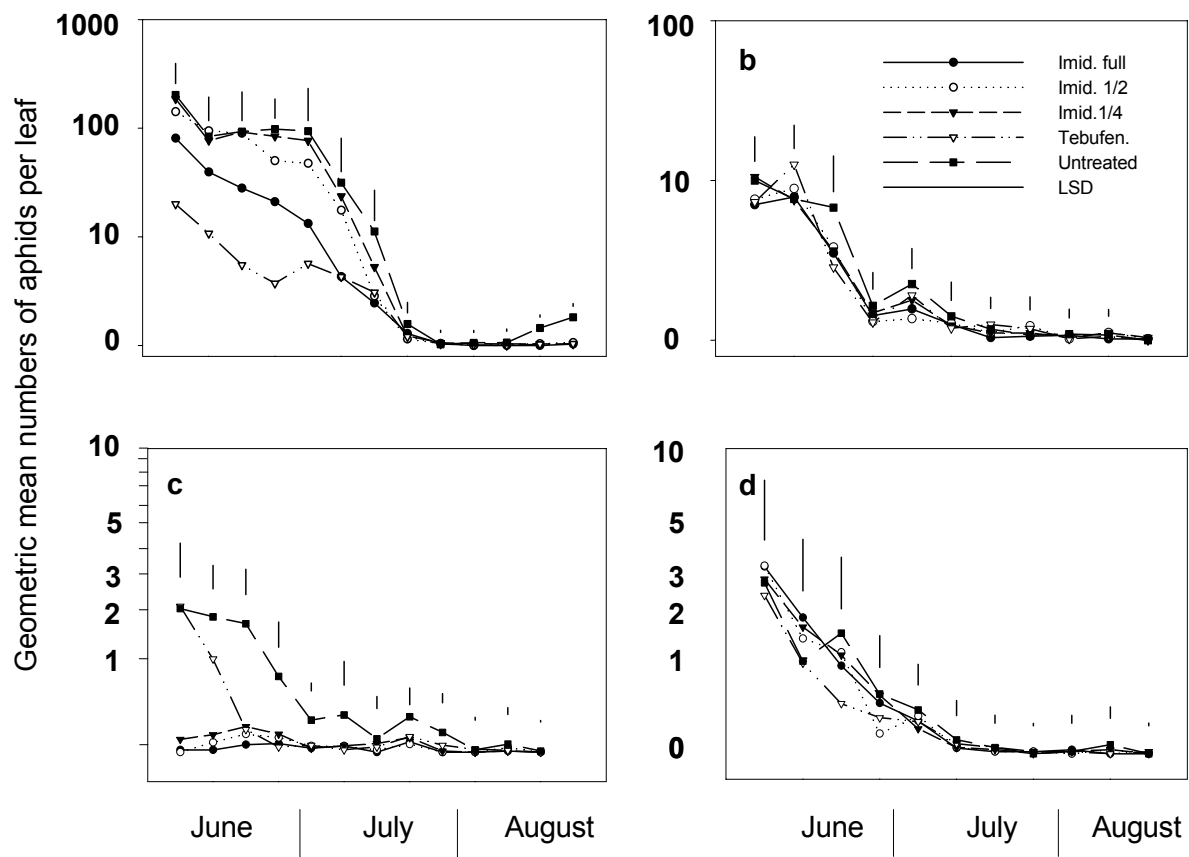 Geometric mean numbers of aphids per leaf
1000
100
10
0
100
10
0
b
Imid. full
Imid. 1/2
Imid.1/4
Tebufen.
Untreated
LSD
10
5
3
2
1
c
10
5
3
2
1
0
d
June
July
August
June
July
August